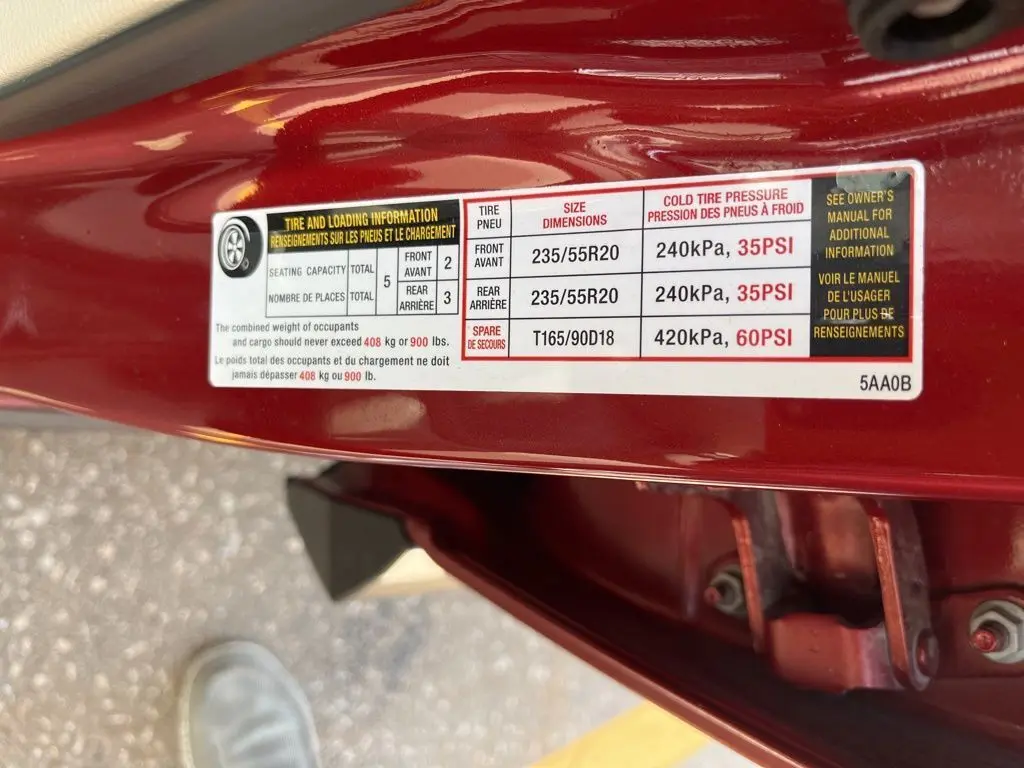 TIRE AND LOADING INFORMATION
RENSEIGNEMENTS SUR LES PNEUS ET LE CHARGEMENT
SEATING CAPACITY TOTAL 5 FRONT AVANT 2
NOMBRE DE PLACES TOTAL REAR ARRIÈRE 3
The combined weight of occupants
and cargo should never exceed 408 kg or 900 lbs.
Le poids total des occupants et du chargement ne doit
jamais dépasser 408 kg ou 900 lb.
TIRE PNEU SIZE DIMENSIONS COLD TIRE PRESSURE PRESSION DES PNEUS À FROID
FRONT AVANT 235/55R20 240kPa, 35PSI
REAR ARRIÈRE 235/55R20 240kPa, 35PSI
SPARE DE SECOURS T165/90D18 420kPa, 60PSI
SEE OWNER'S
MANUAL FOR
ADDITIONAL
INFORMATION
VOIR LE MANUEL
DE L'USAGER
POUR PLUS DE
RENSEIGNEMENTS
5AA0B